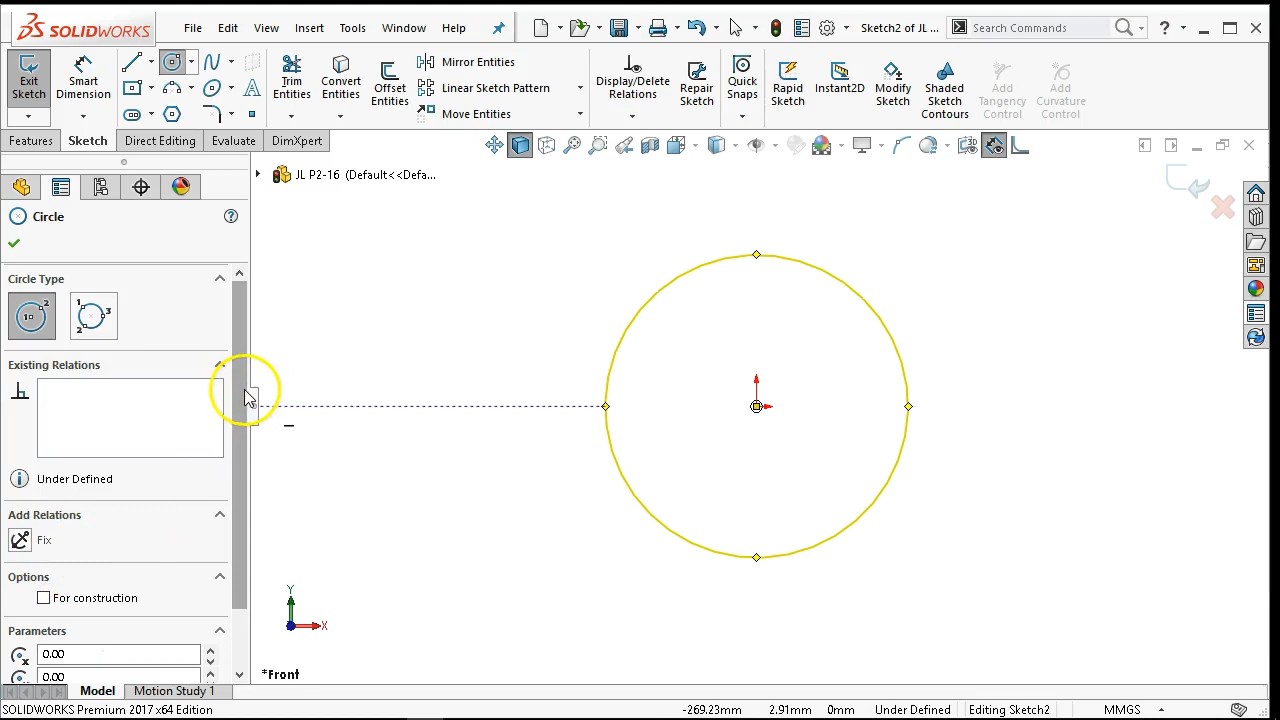 SOLIDWORKS
File Edit View Insert Tools Window Help
Sketch2 of JL ...
Search Commands
?
Exit Sketch
Smart Dimension
Trim Entities
Convert Entities
Offset Entities
Mirror Entities
Linear Sketch Pattern
Move Entities
Display/Delete Relations
Repair Sketch
Quick Snaps
Rapid Sketch
Instant2D
Modify Sketch
Shaded Sketch Contours
Add Tangency Control
Add Curvature Control
Features Sketch Direct Editing Evaluate DimXpert
JL P2-16 (Default<<Defa...
Circle
?
Circle Type
Existing Relations
Under Defined
Add Relations
Fix
Options
For construction
Parameters
0.00
0.00
Y
X
*Front
Model Motion Study 1
SOLIDWORKS Premium 2017 x64 Edition
-269.23mm 2.91mm 0mm Under Defined Editing Sketch2 MMGS